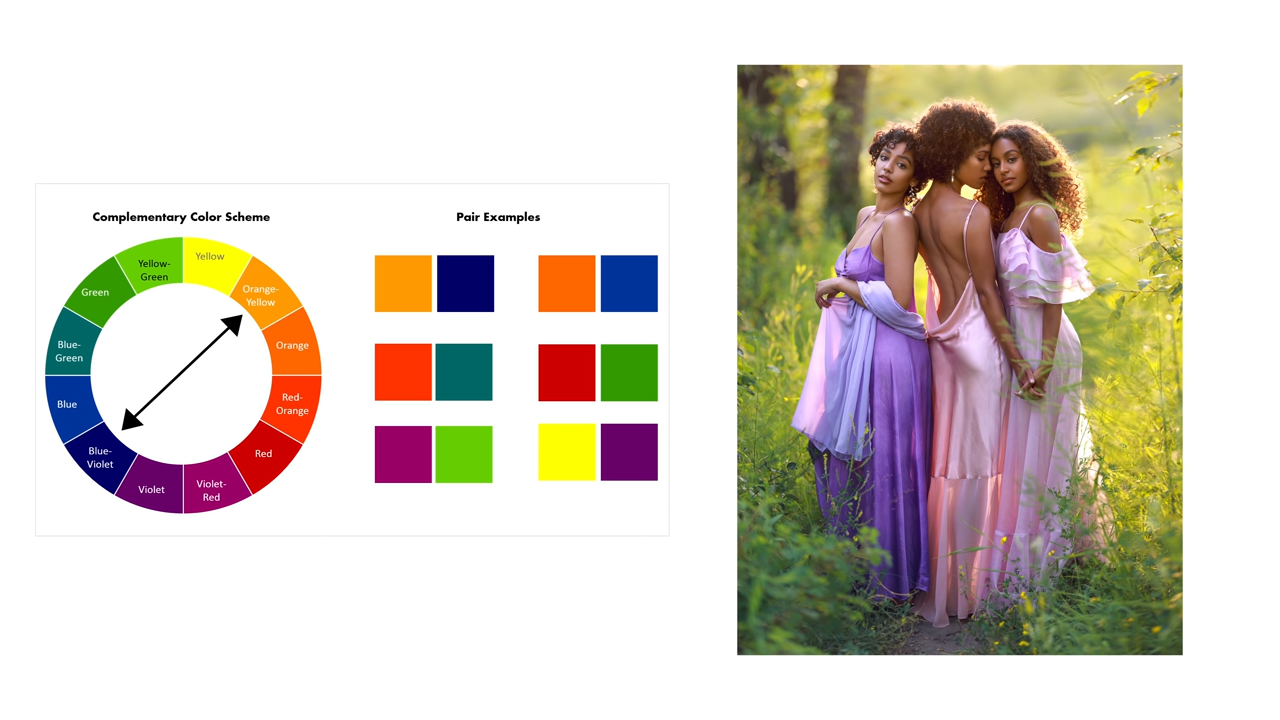 Complementary Color Scheme
Pair Examples
Yellow
Yellow-
Green
Orange-
Yellow
Green
Orange
Blue-
Green
Red-
Orange
Blue
Red
Blue-
Violet
Violet-
Red
Violet